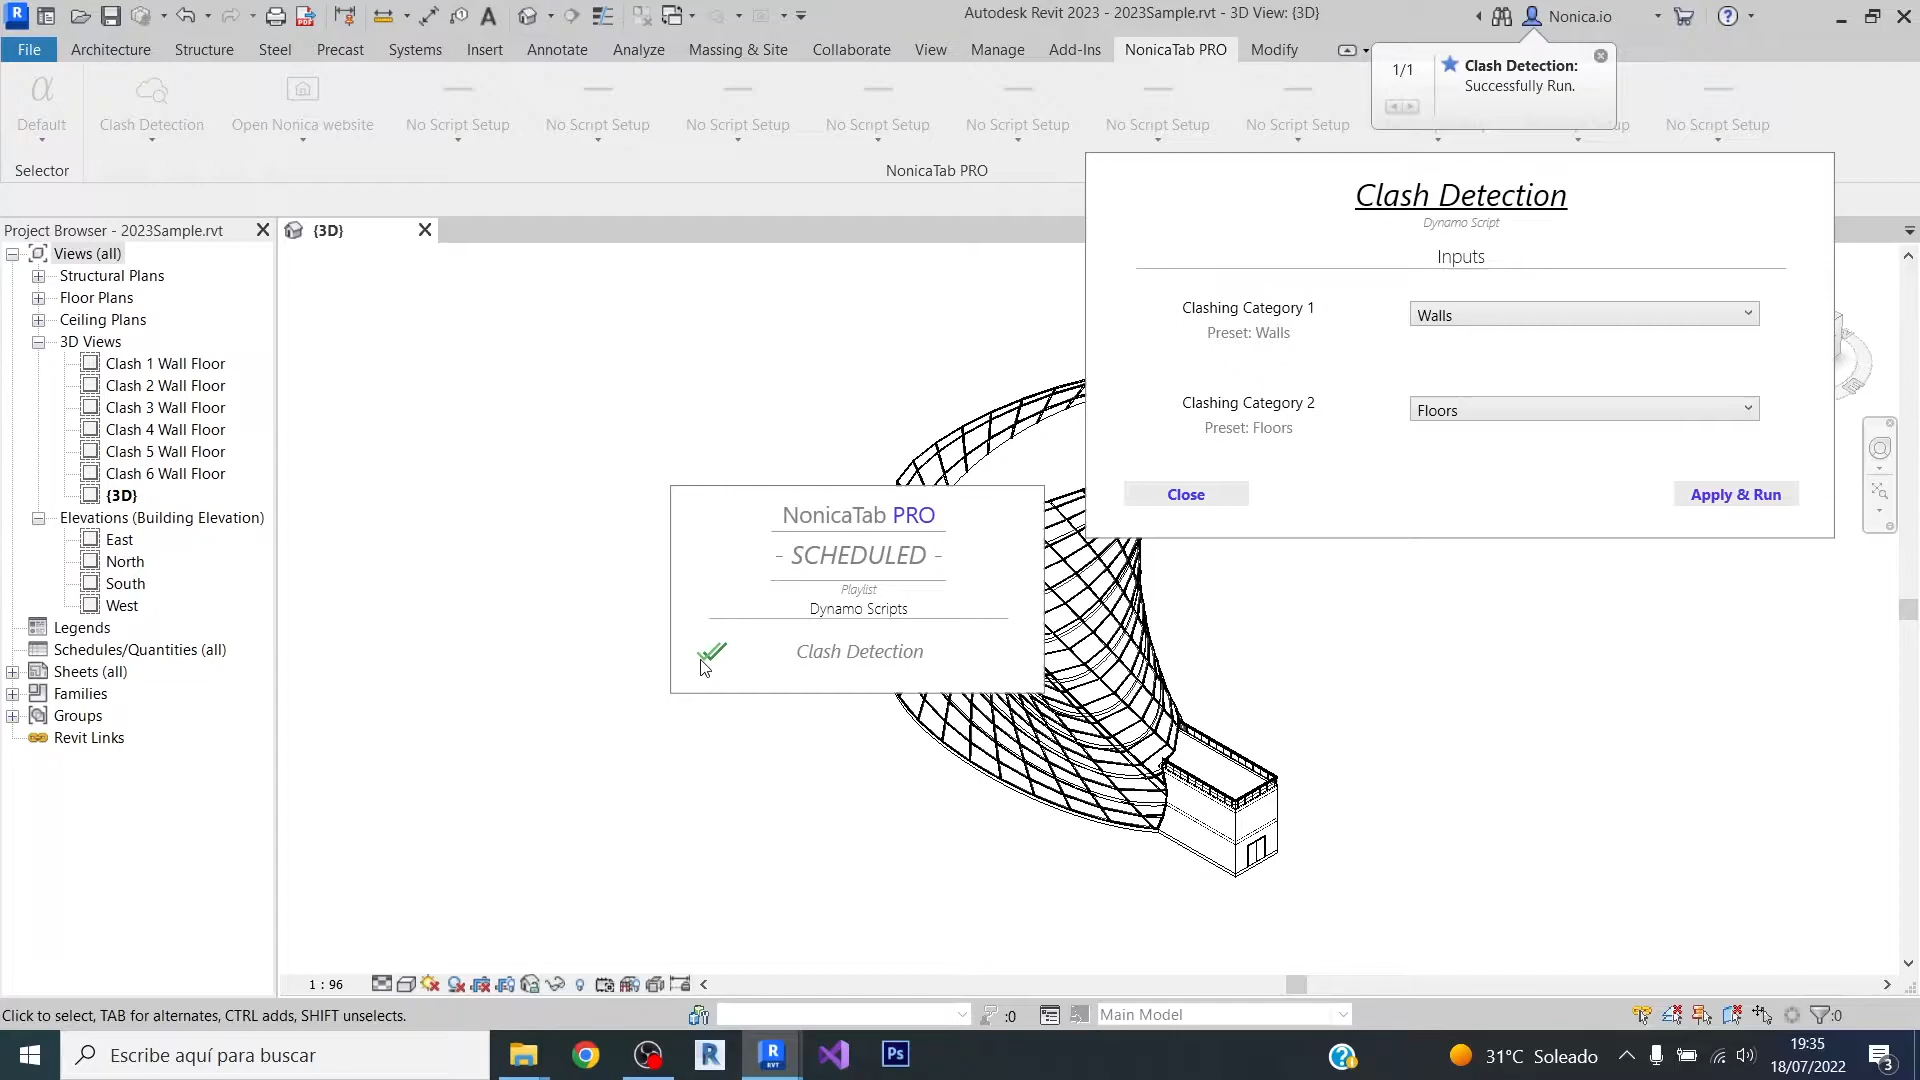 Autodesk Revit 2023 - 2023Sample.rvt - 3D View: {3D}
Nonica.io
File
Architecture
Structure
Steel
Precast
Systems
Insert
Annotate
Analyze
Massing & Site
Collaborate
View
Manage
Add-Ins
NonicaTab PRO
Modify
1/1
Clash Detection:
Successfully Run.
Default
Clash Detection
Open Nonica website
No Script Setup
No Script Setup
No Script Setup
No Script Setup
No Script Setup
No Script Setup
No Script Setup
No Script Setup
Selector
NonicaTab PRO
Project Browser - 2023Sample.rvt
{3D}
Views (all)
Structural Plans
Floor Plans
Ceiling Plans
3D Views
Clash 1 Wall Floor
Clash 2 Wall Floor
Clash 3 Wall Floor
Clash 4 Wall Floor
Clash 5 Wall Floor
Clash 6 Wall Floor
{3D}
Elevations (Building Elevation)
East
North
South
West
Legends
Schedules/Quantities (all)
Sheets (all)
Families
Groups
Revit Links
Clash Detection
Dynamo Script
Inputs
Clashing Category 1
Preset: Walls
Walls
Clashing Category 2
Preset: Floors
Floors
Close
Apply & Run
NonicaTab PRO
- SCHEDULED -
Playlist
Dynamo Scripts
Clash Detection
1 : 96
Click to select, TAB for alternates, CTRL adds, SHIFT unselects.
:0
Main Model
:0
Escribe aquí para buscar
31°C Soleado
19:35
18/07/2022
3